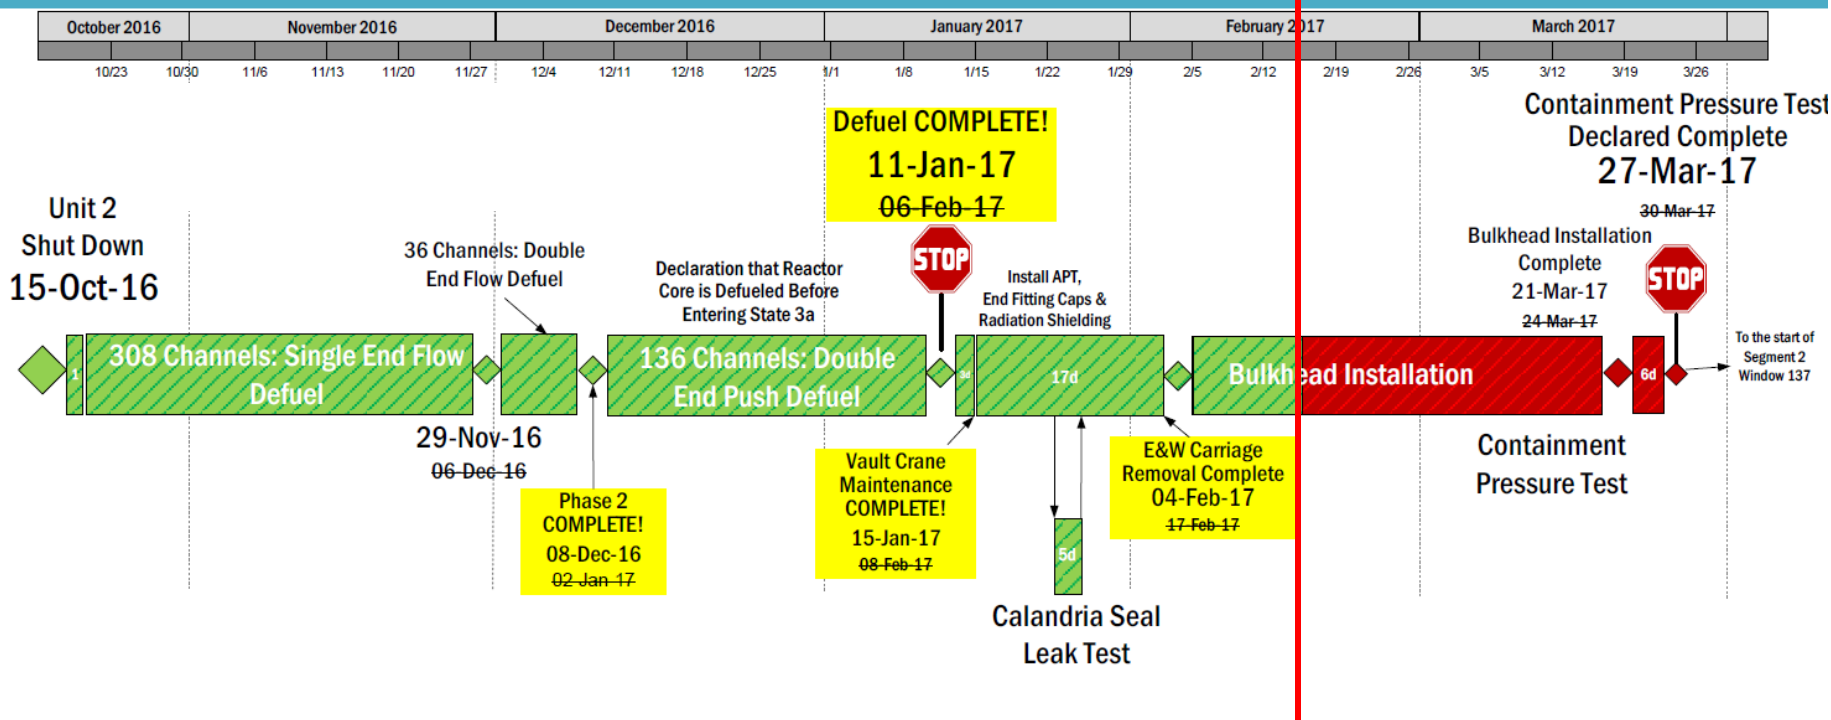 October 2016 November 2016 December 2016 January 2017 February 2017 March 2017
10/23 10/30 11/6 11/13 11/20 11/27 12/4 12/11 12/18 12/25 1/1 1/8 1/15 1/22 1/29 2/5 2/12 2/19 2/26 3/5 3/12 3/19 3/26
Unit 2
Shut Down
15-Oct-16
308 Channels: Single End Flow
Defuel
29-Nov-16
06-Dec-16
36 Channels: Double
End Flow Defuel
Phase 2
COMPLETE!
08-Dec-16
02-Jan-17
Declaration that Reactor
Core is Defueled Before
Entering State 3a
136 Channels: Double
End Push Defuel
Defuel COMPLETE!
11-Jan-17
06-Feb-17
STOP
3d
Vault Crane
Maintenance
COMPLETE!
15-Jan-17
08-Feb-17
Install APT,
End Fitting Caps &
Radiation Shielding
17d
5d
Calandria Seal
Leak Test
E&W Carriage
Removal Complete
04-Feb-17
17-Feb-17
Bulkhead Installation
Bulkhead Installation
Complete
21-Mar-17
24-Mar-17
Containment Pressure Test
Declared Complete
27-Mar-17
30-Mar-17
STOP
6d
Containment
Pressure Test
To the start of
Segment 2
Window 137